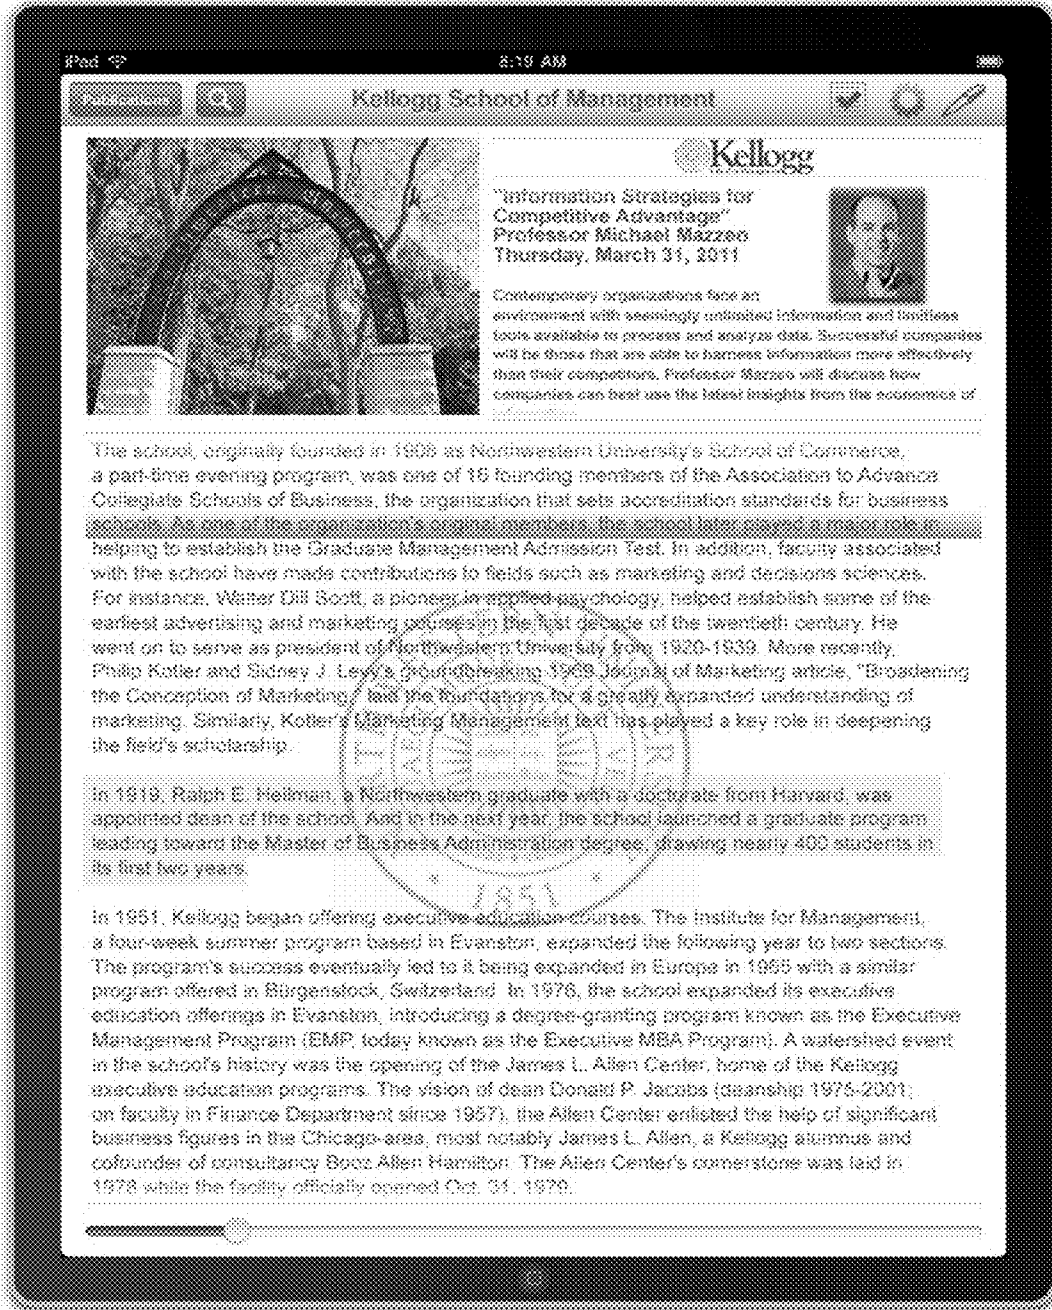 iPod
8:19 AM
Publications
Kellogg School of Management
Kellogg
"Information Strategies for
Competitive Advantage"
Professor Michael Mazzeo
Thursday, March 31, 2011
Contemporary organizations face an
environment with seemingly unlimited information and limitless
tools available to process and analyze data. Successful companies
will be those that are able to harness information more effectively
than their competitors. Professor Mazzeo will discuss how
companies can best use the latest insights from the economics of
The school, originally founded in 1908 as Northwestern University's School of Commerce,
a part-time evening program, was one of 16 founding members of the Association to Advance
Collegiate Schools of Business, the organization that sets accreditation standards for business
schools. As one of the organization's original members, the school later played a major role in
helping to establish the Graduate Management Admission Test. In addition, faculty associated
with the school have made contributions to fields such as marketing and decisions sciences.
For instance, Walter Dill Scott, a pioneer in applied psychology, helped establish some of the
earliest advertising and marketing courses in the first decade of the twentieth century. He
went on to serve as president of Northwestern University from 1920-1939. More recently,
Philip Kotler and Sidney J. Levy's groundbreaking 1969 Journal of Marketing article, "Broadening
the Conception of Marketing," laid the foundations for a greatly expanded understanding of
marketing. Similarly, Kotler's Marketing Management text has played a key role in deepening
the field's scholarship.
In 1919, Ralph E. Heilman, a Northwestern graduate with a doctorate from Harvard, was
appointed dean of the school. And in the next year, the school launched a graduate program
leading toward the Master of Business Administration degree, drawing nearly 400 students in
its first two years.
1851
In 1951, Kellogg began offering executive education courses. The Institute for Management,
a four-week summer program based in Evanston, expanded the following year to two sections.
The program's success eventually led to it being expanded in Europe in 1965 with a similar
program offered in Bürgenstock, Switzerland. In 1976, the school expanded its executive
education offerings in Evanston, introducing a degree-granting program known as the Executive
Management Program (EMP, today known as the Executive MBA Program). A watershed event
in the school's history was the opening of the James L. Allen Center, home of the Kellogg
executive education programs. The vision of dean Donald P. Jacobs (deanship 1975-2001;
on faculty in Finance Department since 1957), the Allen Center enlisted the help of significant
business figures in the Chicago-area, most notably James L. Allen, a Kellogg alumnus and
cofounder of consultancy Booz Allen Hamilton. The Allen Center's cornerstone was laid in
1978 while the facility officially opened Oct. 31, 1979.